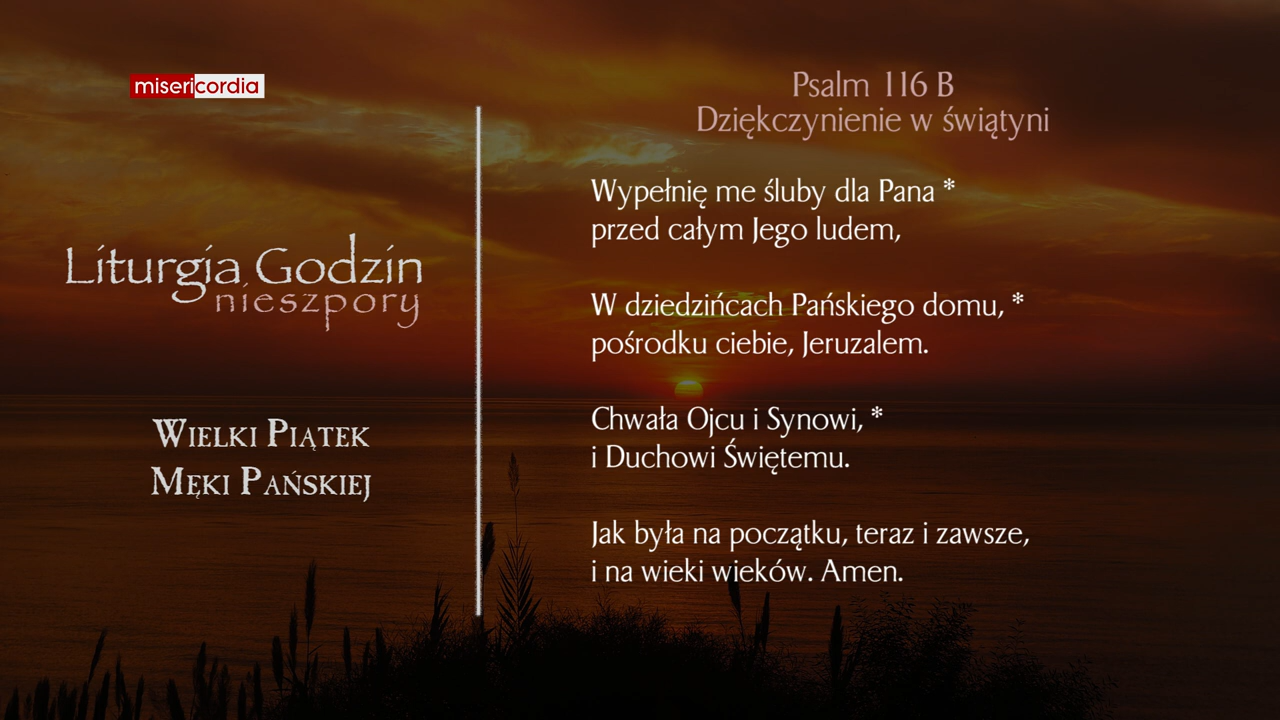 misericordia
Liturgia Godzin
nieszpory
Wielki Piątek
Męki Pańskiej
Psalm 116 B
Dziękczynienie w świątyni
Wypełnię me śluby dla Pana *
przed całym Jego ludem,
W dziedzińcach Pańskiego domu, *
pośrodku ciebie, Jeruzalem.
Chwała Ojcu i Synowi, *
i Duchowi Świętemu.
Jak była na początku, teraz i zawsze,
i na wieki wieków. Amen.